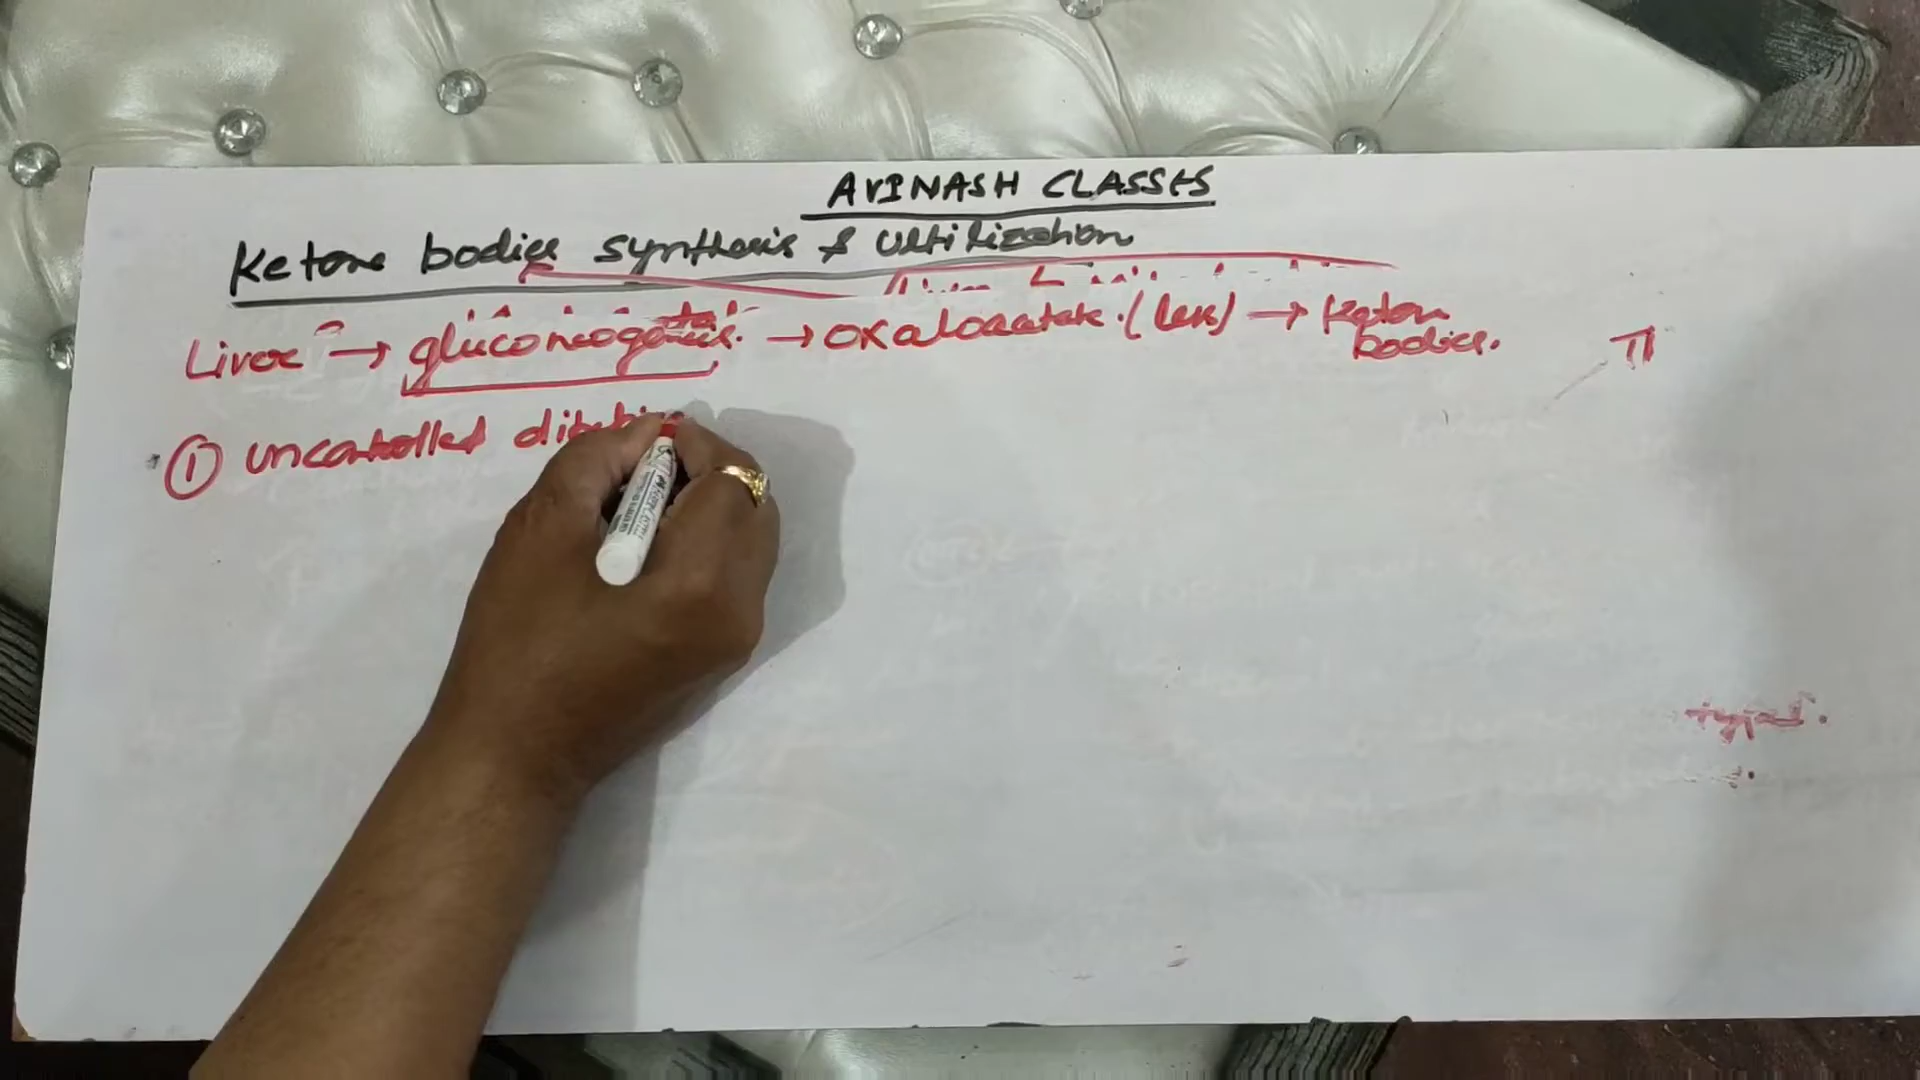 AVINASH CLASSES
Ketone bodies synthesis & Ultilization
Liver → gluconeogenesis. → oxaloacetate. (less) → Keton bodies.
① uncontrolled